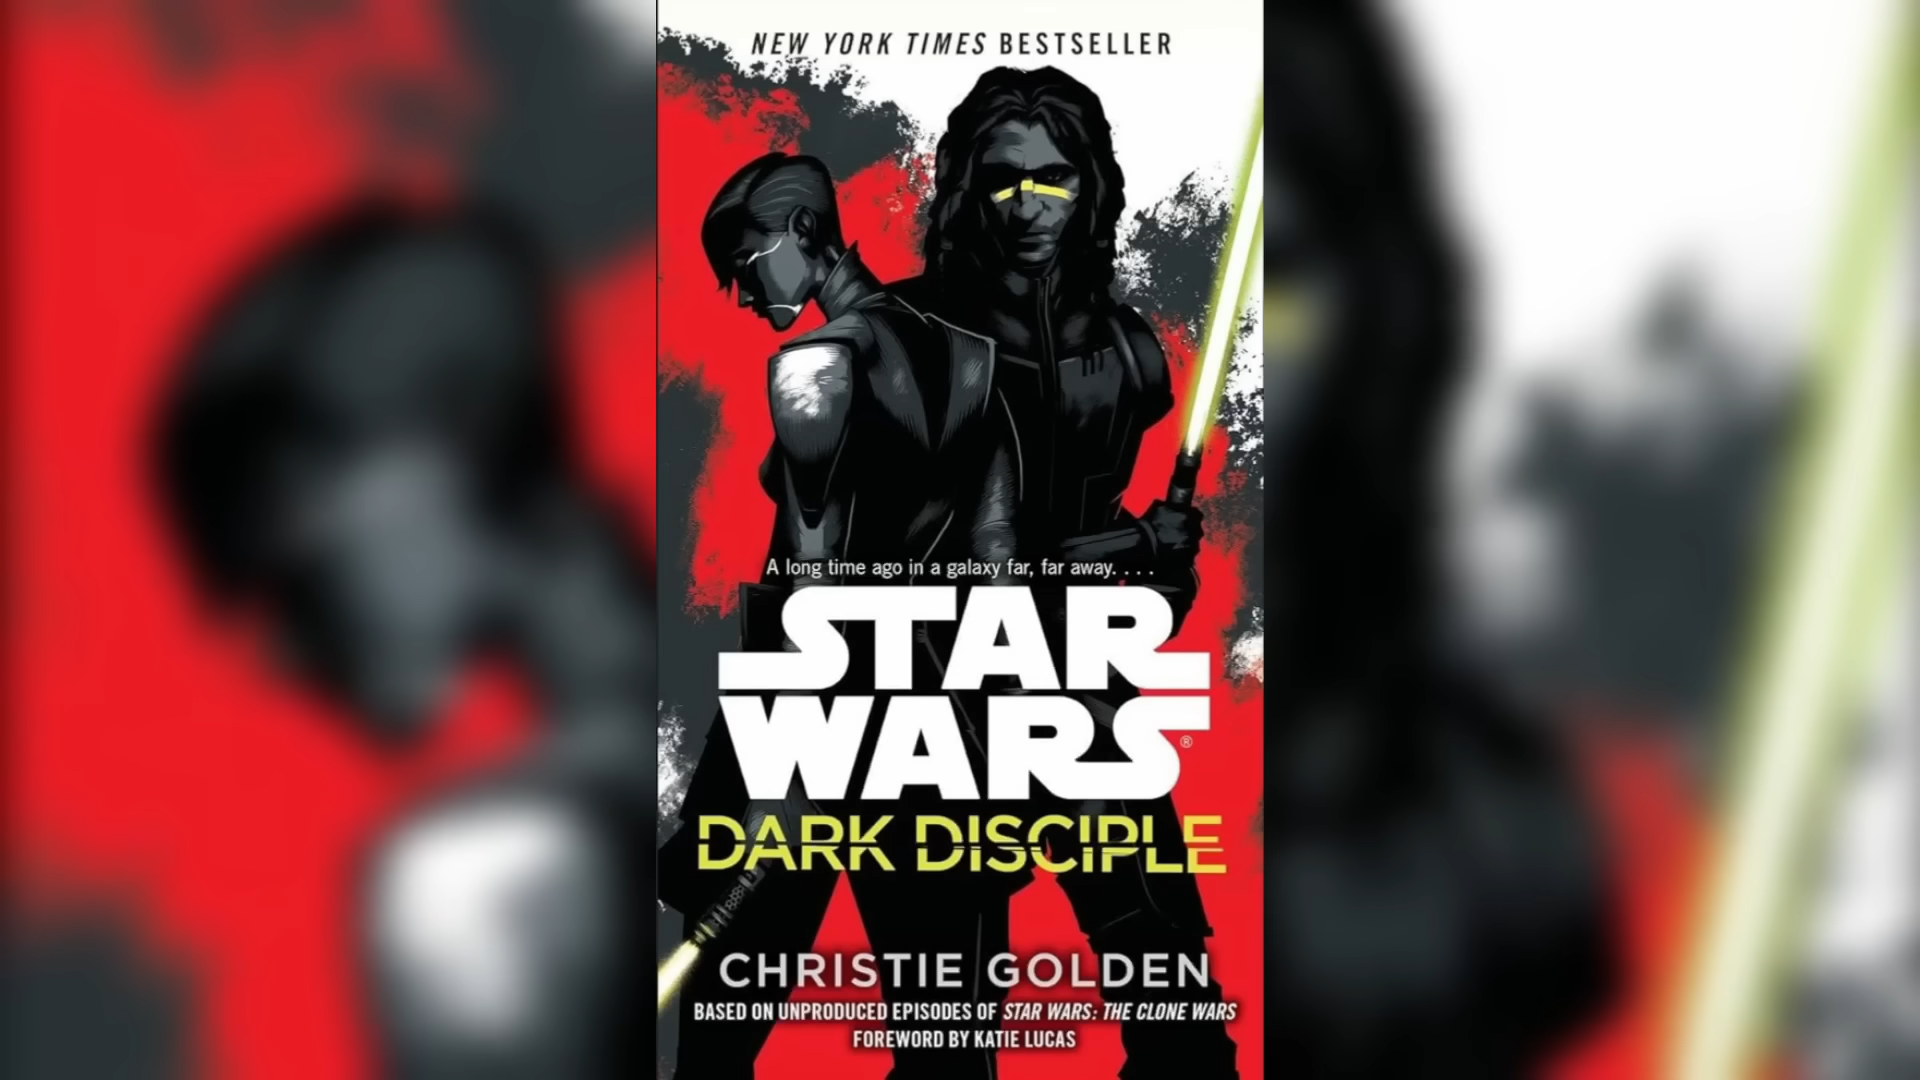 NEW YORK TIMES BESTSELLER
A long time ago in a galaxy far, far away. . . .
STAR
WARS®
DARK DISCIPLE
CHRISTIE GOLDEN
BASED ON UNPRODUCED EPISODES OF STAR WARS: THE CLONE WARS
FOREWORD BY KATIE LUCAS